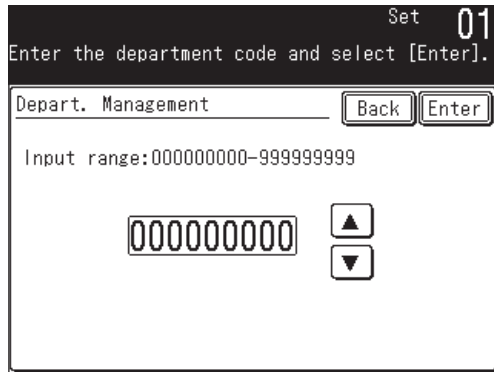 Set 01
Enter the department code and select [Enter].
Depart. Management Back Enter
Input range:000000000-999999999
000000000 ▲
▼